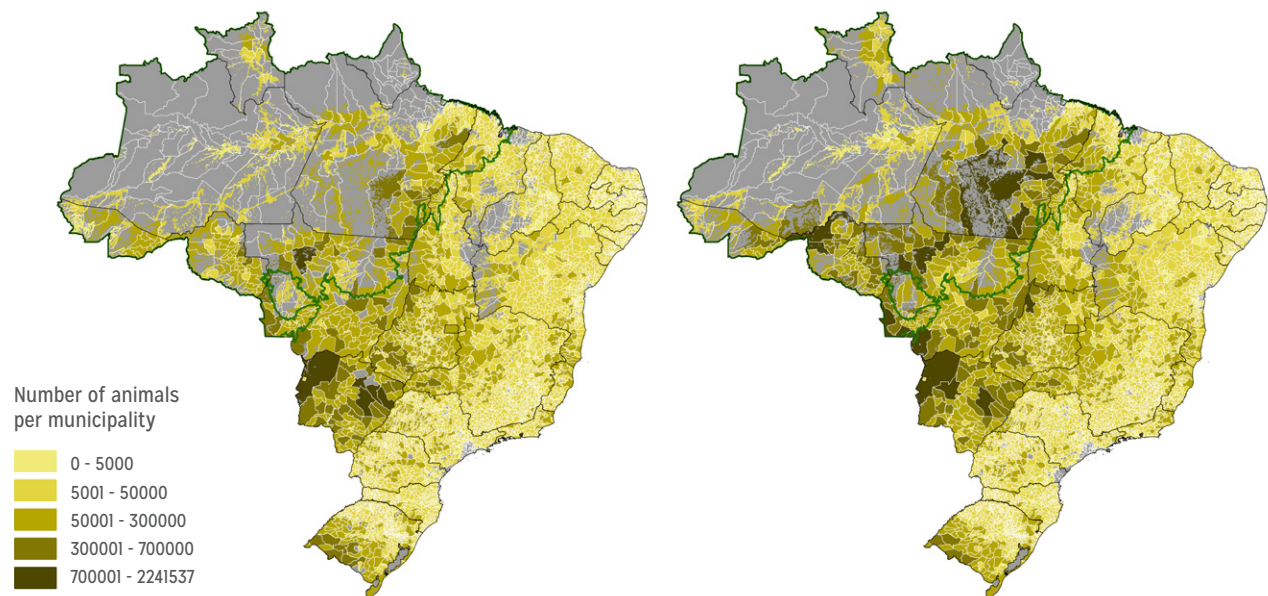 Number of animals
per municipality
0 - 5000
5001 - 50000
50001 - 300000
300001 - 700000
700001 - 2241537